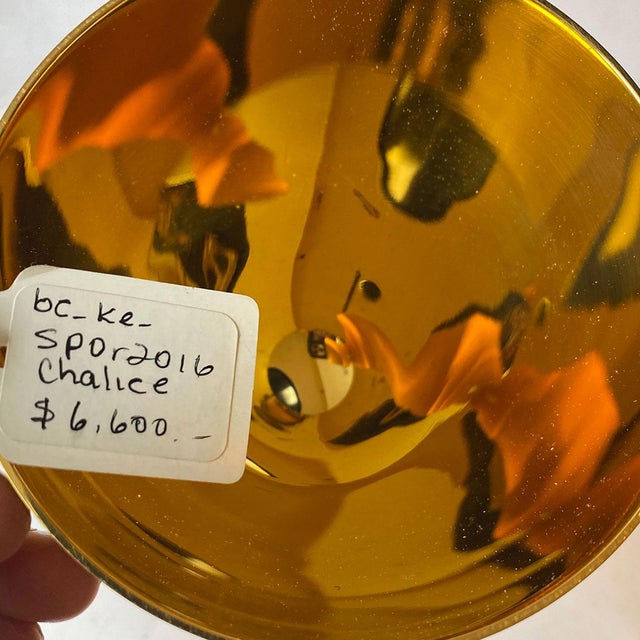 bc_ke_
Spor2016
Chalice
$ 6,600.–